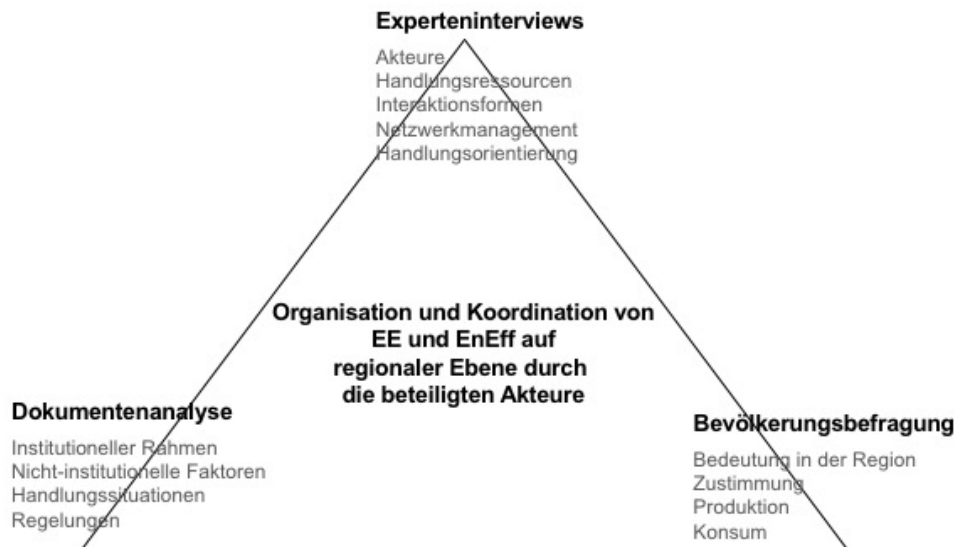 Experteninterviews
Akteure
Handlungsressourcen
Interaktionsformen
Netzwerkmanagement
Handlungsorientierung
Organisation und Koordination von
EE und EnEff auf
regionaler Ebene durch
die beteiligten Akteure
Dokumentenanalyse
Institutioneller Rahmen
Nicht-institutionelle Faktoren
Handlungssituationen
Regelungen
Bevölkerungsbefragung
Bedeutung in der Region
Zustimmung
Produktion
Konsum